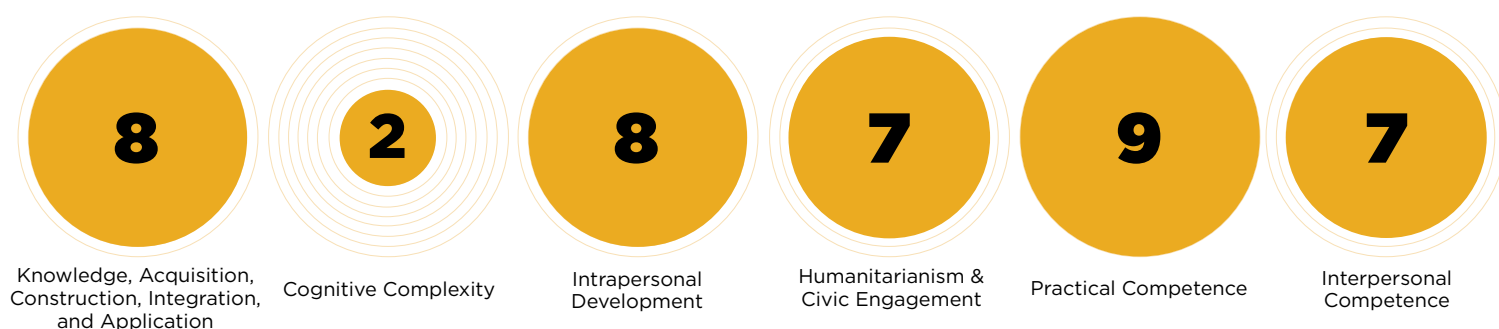 8
2
8
7
9
7
Knowledge, Acquisition,
Construction, Integration,
and Application
Cognitive Complexity
Intrapersonal
Development
Humanitarianism &
Civic Engagement
Practical Competence
Interpersonal
Competence